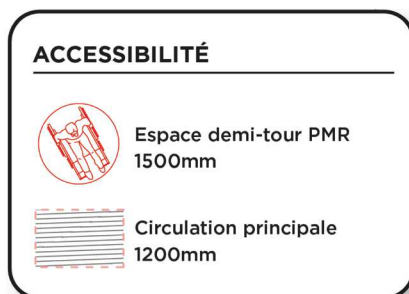 ACCESSIBILITÉ
Espace demi-tour PMR
1500mm
Circulation principale
1200mm